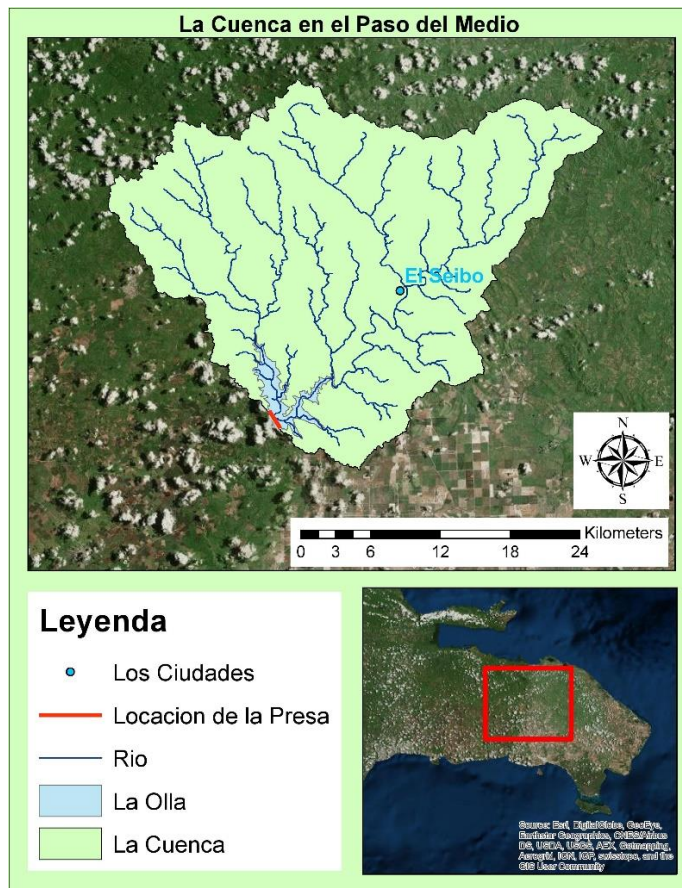 La Cuenca en el Paso del Medio
El Seibo
N
W E
S
Kilometers
0 3 6 12 18 24
Leyenda
Los Ciudades
Locacion de la Presa
Rio
La Olla
La Cuenca
Source: Esri, DigitalGlobe, GeoEye,
Earthstar Geographics, CNES/Airbus
DS, USDA, USGS, AEX, Getmapping,
Aerogrid, IGN, IGP, swisstopo, and the
GIS User Community